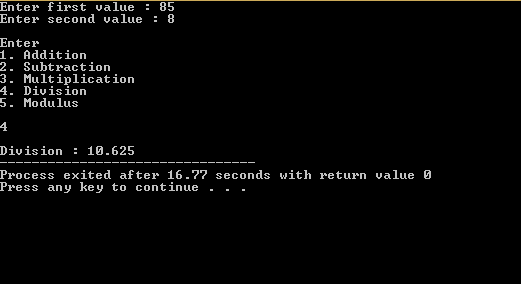 Enter first value : 85
Enter second value : 8
Enter
1. Addition
2. Subtraction
3. Multiplication
4. Division
5. Modulus
4
Division : 10.625
--------------------------------
Process exited after 16.77 seconds with return value 0
Press any key to continue . . .